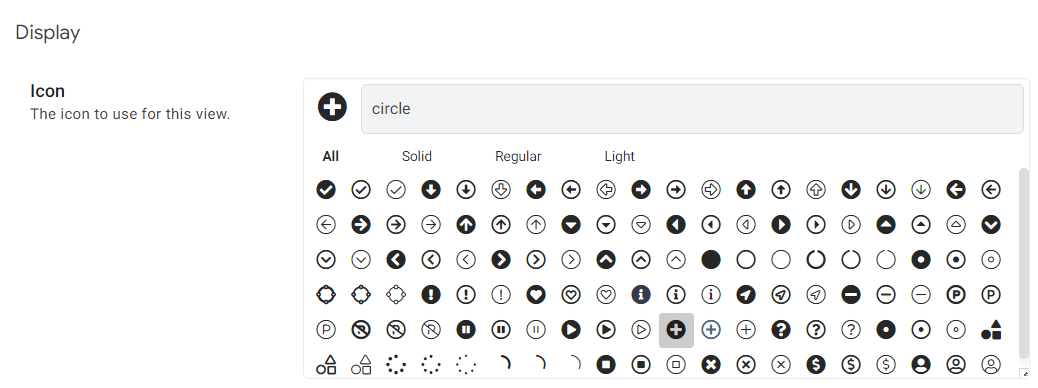 Display
Icon
The icon to use for this view.
circle
All Solid Regular Light